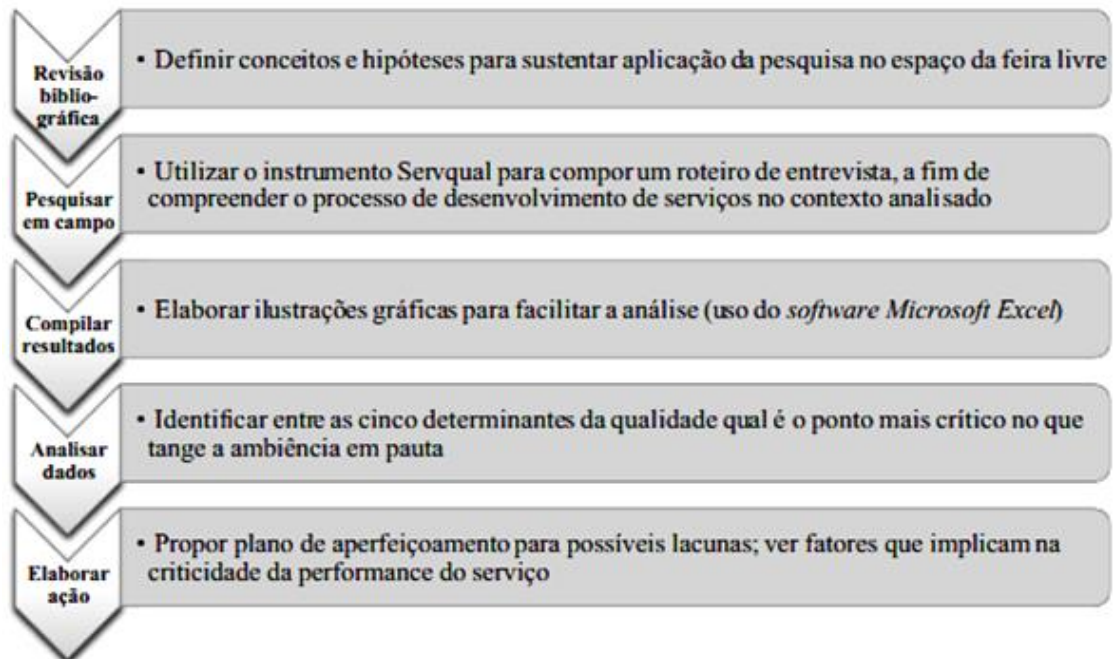 Revisão
biblio-
gráfica
• Definir conceitos e hipóteses para sustentar aplicação da pesquisa no espaço da feira livre
Pesquisar
em campo
• Utilizar o instrumento Servqual para compor um roteiro de entrevista, a fim de
compreender o processo de desenvolvimento de serviços no contexto analisado
Compilar
resultados
• Elaborar ilustrações gráficas para facilitar a análise (uso do software Microsoft Excel)
Analisar
dados
• Identificar entre as cinco determinantes da qualidade qual é o ponto mais crítico no que
tange a ambiência em pauta
Elaborar
ação
• Propor plano de aperfeiçoamento para possíveis lacunas; ver fatores que implicam na
criticidade da performance do serviço